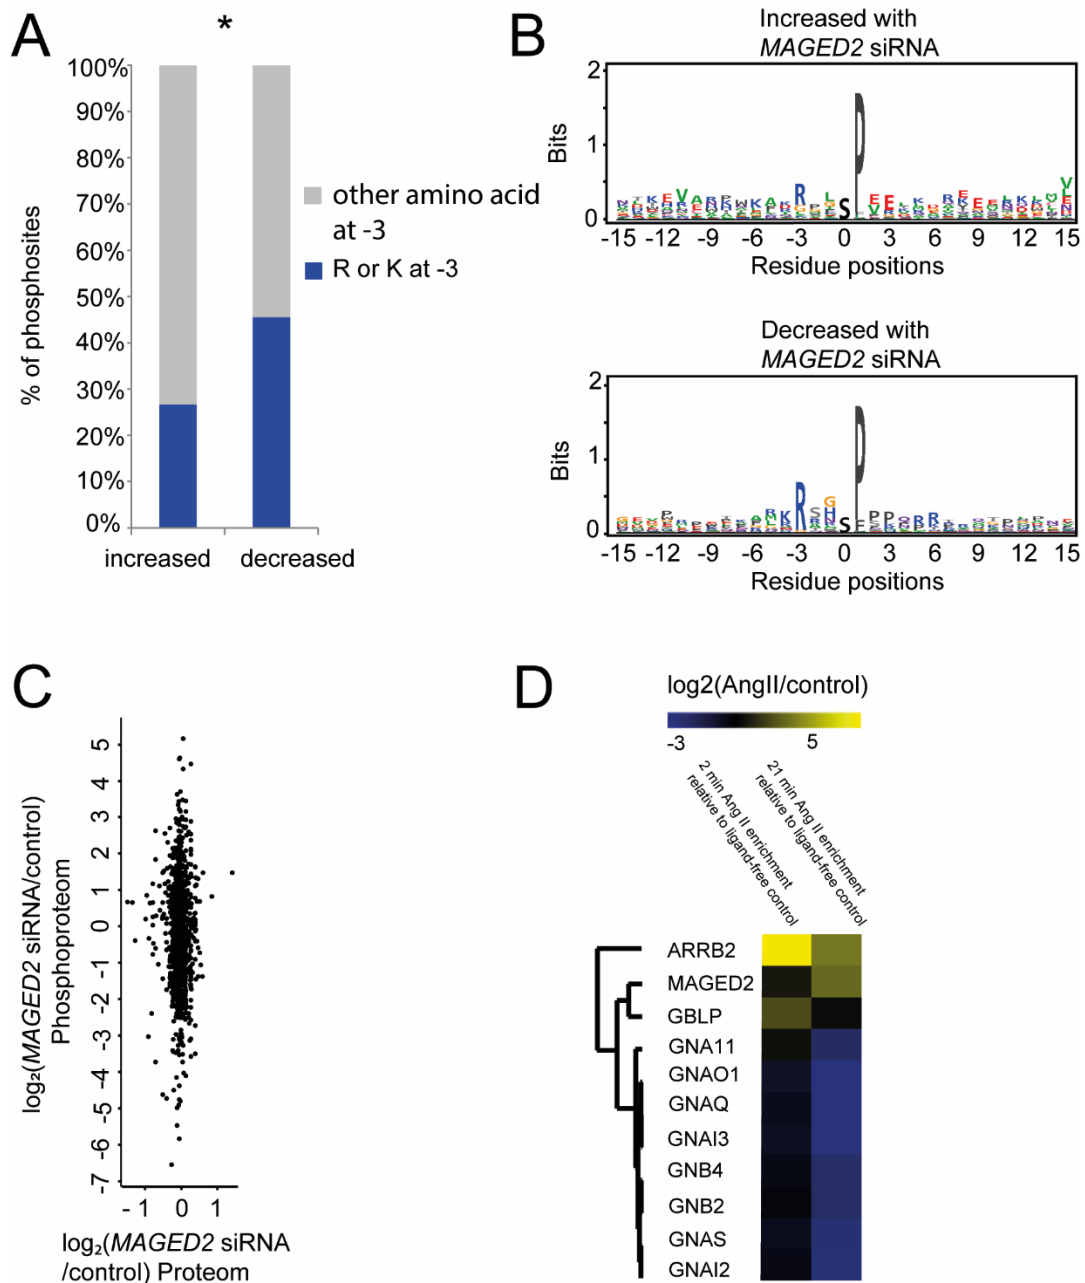 A
*
100%
90%
80%
70%
60%
50%
40%
30%
20%
10%
0%
% of phosphosites
increased
decreased
other amino acid
at -3
R or K at -3
B
Increased with
MAGED2 siRNA
2
1
0
Bits
R
S
P
-15 -12 -9 -6 -3 0 3 6 9 12 15
Residue positions
Decreased with
MAGED2 siRNA
2
1
0
Bits
R
S
P
-15 -12 -9 -6 -3 0 3 6 9 12 15
Residue positions
C
log₂(MAGED2 siRNA/control)
Phosphoproteom
5
4
3
2
1
0
-1
-2
-3
-4
-5
-6
-7
- 1 0 1
log₂(MAGED2 siRNA
/control) Proteom
D
log2(AngII/control)
-3 5
2 min Ang II enrichment
relative to ligand-free control
21 min Ang II enrichment
relative to ligand-free control
ARRB2
MAGED2
GBLP
GNA11
GNAO1
GNAQ
GNAI3
GNB4
GNB2
GNAS
GNAI2